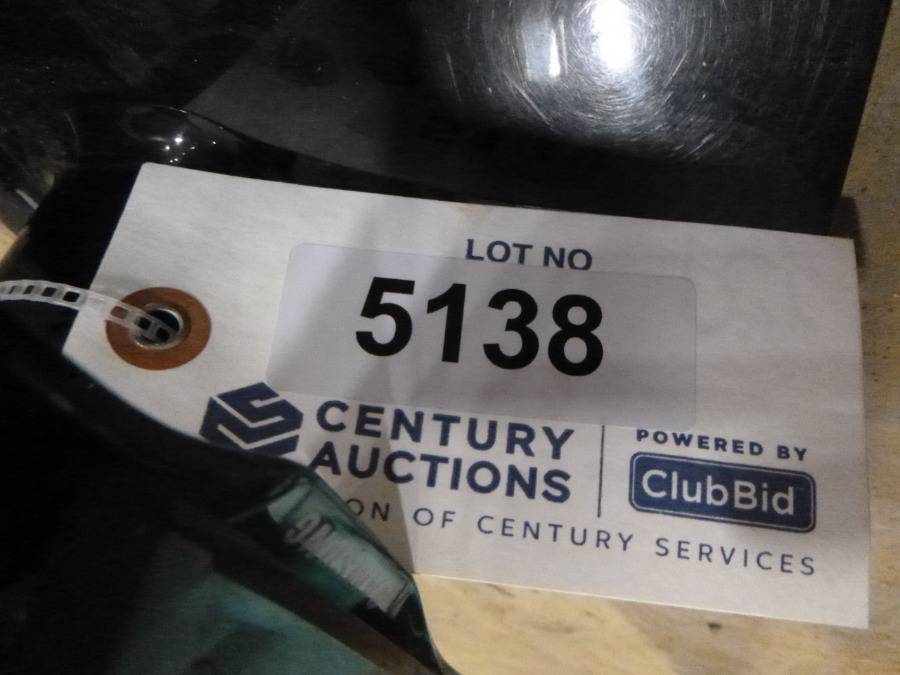 LOT NO
5138
CENTURY
AUCTIONS
POWERED BY
ClubBid
ON OF CENTURY SERVICES